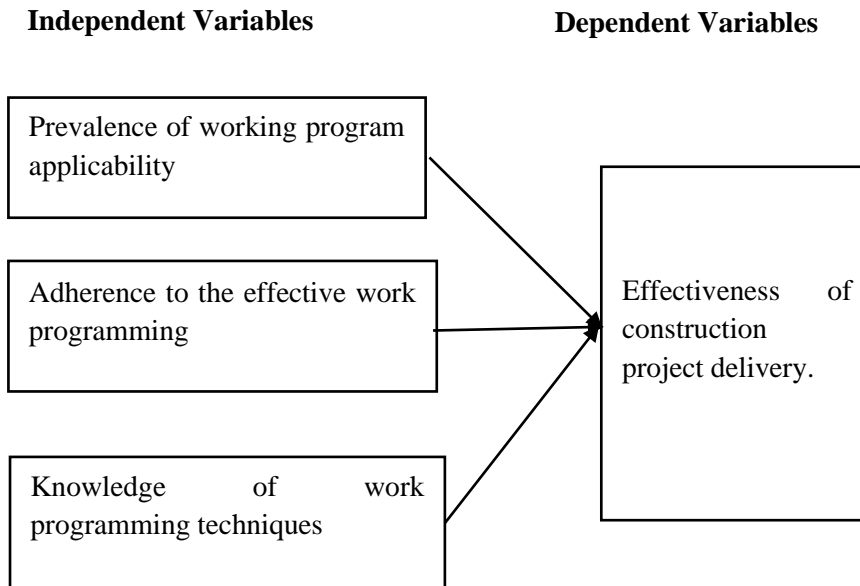 Independent Variables
Dependent Variables
Prevalence of working program
applicability
Adherence to the effective work
programming
Knowledge of work
programming techniques
Effectiveness of
construction
project delivery.